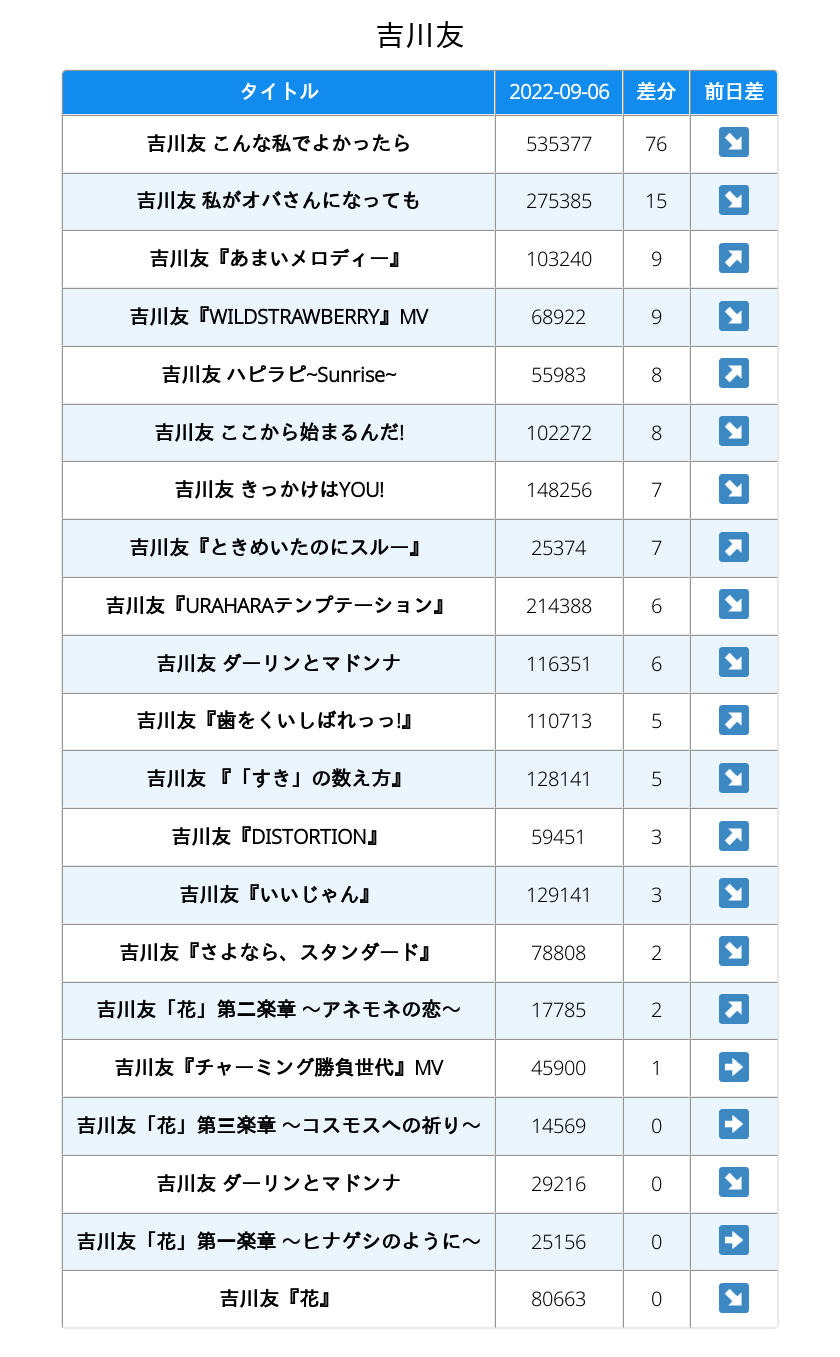 吉川友
タイトル 2022-09-06 差分 前日差
吉川友 こんな私でよかったら 535377 76 ↘
吉川友 私がオバさんになっても 275385 15 ↘
吉川友『あまいメロディー』 103240 9 ↗
吉川友『WILDSTRAWBERRY』MV 68922 9 ↘
吉川友 ハピラピ~Sunrise~ 55983 8 ↗
吉川友 ここから始まるんだ! 102272 8 ↘
吉川友 きっかけはYOU! 148256 7 ↘
吉川友『ときめいたのにスルー』 25374 7 ↗
吉川友『URAHARAテンプテーション』 214388 6 ↘
吉川友 ダーリンとマドンナ 116351 6 ↘
吉川友『歯をくいしばれっっ!』 110713 5 ↗
吉川友 『「すき」の数え方』 128141 5 ↘
吉川友『DISTORTION』 59451 3 ↗
吉川友『いいじゃん』 129141 3 ↘
吉川友『さよなら、スタンダード』 78808 2 ↘
吉川友「花」第二楽章 ～アネモネの恋～ 17785 2 ↗
吉川友『チャーミング勝負世代』MV 45900 1 →
吉川友「花」第三楽章 ～コスモスへの祈り～ 14569 0 →
吉川友 ダーリンとマドンナ 29216 0 ↘
吉川友「花」第一楽章 ～ヒナゲシのように～ 25156 0 →
吉川友『花』 80663 0 ↘